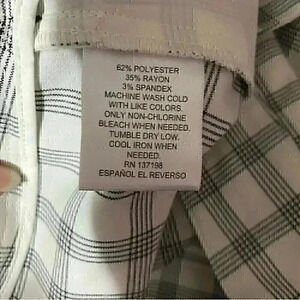 62% POLYESTER
35% RAYON
3% SPANDEX
MACHINE WASH COLD
WITH LIKE COLORS.
ONLY NON-CHLORINE
BLEACH WHEN NEEDED.
TUMBLE DRY LOW.
COOL IRON WHEN
NEEDED.
RN 137198
ESPAÑOL EL REVERSO